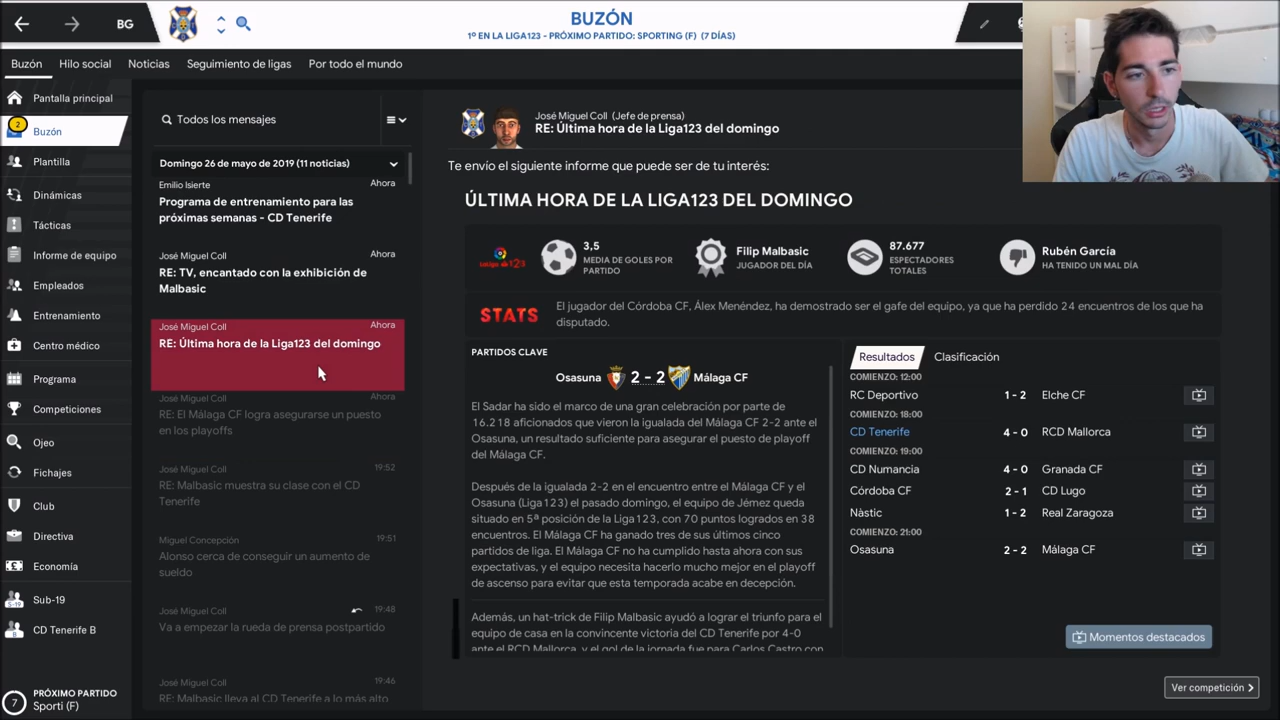 BG
BUZÓN
1º EN LA LIGA123 - PRÓXIMO PARTIDO: SPORTING (F) (7 DÍAS)
Buzón
Hilo social
Noticias
Seguimiento de ligas
Por todo el mundo
Pantalla principal
2
Buzón
Plantilla
Dinámicas
Tácticas
Informe de equipo
Empleados
Entrenamiento
Centro médico
Programa
Competiciones
Ojeo
Fichajes
Club
Directiva
Economía
Sub-19
CD Tenerife B
7
PRÓXIMO PARTIDO
Sporti (F)
Todos los mensajes
Domingo 26 de mayo de 2019 (11 noticias)
Emilio Isierte
Ahora
Programa de entrenamiento para las
próximas semanas - CD Tenerife
José Miguel Coll
Ahora
RE: TV, encantado con la exhibición de
Malbasic
José Miguel Coll
Ahora
RE: Última hora de la Liga123 del domingo
José Miguel Coll
Ahora
RE: El Málaga CF logra asegurarse un puesto
en los playoffs
José Miguel Coll
19:52
RE: Malbasic muestra su clase con el CD
Tenerife
Miguel Concepción
19:51
Alonso cerca de conseguir un aumento de
sueldo
José Miguel Coll
19:48
Va a empezar la rueda de prensa postpartido
José Miguel Coll
19:46
RE: Malbasic lleva al CD Tenerife a lo más alto
José Miguel Coll (Jefe de prensa)
RE: Última hora de la Liga123 del domingo
Te envío el siguiente informe que puede ser de tu interés:
ÚLTIMA HORA DE LA LIGA123 DEL DOMINGO
3,5
MEDIA DE GOLES POR
PARTIDO
Filip Malbasic
JUGADOR DEL DÍA
87.677
ESPECTADORES
TOTALES
Rubén García
HA TENIDO UN MAL DÍA
STATS
El jugador del Córdoba CF, Álex Menéndez, ha demostrado ser el gafe del equipo, ya que ha perdido 24 encuentros de los que ha
disputado.
PARTIDOS CLAVE
Osasuna 2 - 2 Málaga CF
El Sadar ha sido el marco de una gran celebración por parte de
16.218 aficionados que vieron la igualada del Málaga CF 2-2 ante el
Osasuna, un resultado suficiente para asegurar el puesto de playoff
del Málaga CF.
Después de la igualada 2-2 en el encuentro entre el Málaga CF y el
Osasuna (Liga123) el pasado domingo, el equipo de Jémez queda
situado en 5ª posición de la Liga123, con 70 puntos logrados en 38
encuentros. El Málaga CF ha ganado tres de sus últimos cinco
partidos de liga. El Málaga CF no ha cumplido hasta ahora con sus
expectativas, y el equipo necesita hacerlo mucho mejor en el playoff
de ascenso para evitar que esta temporada acabe en decepción.
Además, un hat-trick de Filip Malbasic ayudó a lograr el triunfo para el
equipo de casa en la convincente victoria del CD Tenerife por 4-0
ante el RCD Mallorca, y el gol de la jornada fue para Carlos Castro con
Resultados
Clasificación
COMIENZO: 12:00
RC Deportivo 1 - 2 Elche CF
COMIENZO: 18:00
CD Tenerife 4 - 0 RCD Mallorca
COMIENZO: 19:00
CD Numancia 4 - 0 Granada CF
Córdoba CF 2 - 1 CD Lugo
Nàstic 1 - 2 Real Zaragoza
COMIENZO: 21:00
Osasuna 2 - 2 Málaga CF
Momentos destacados
Ver competición